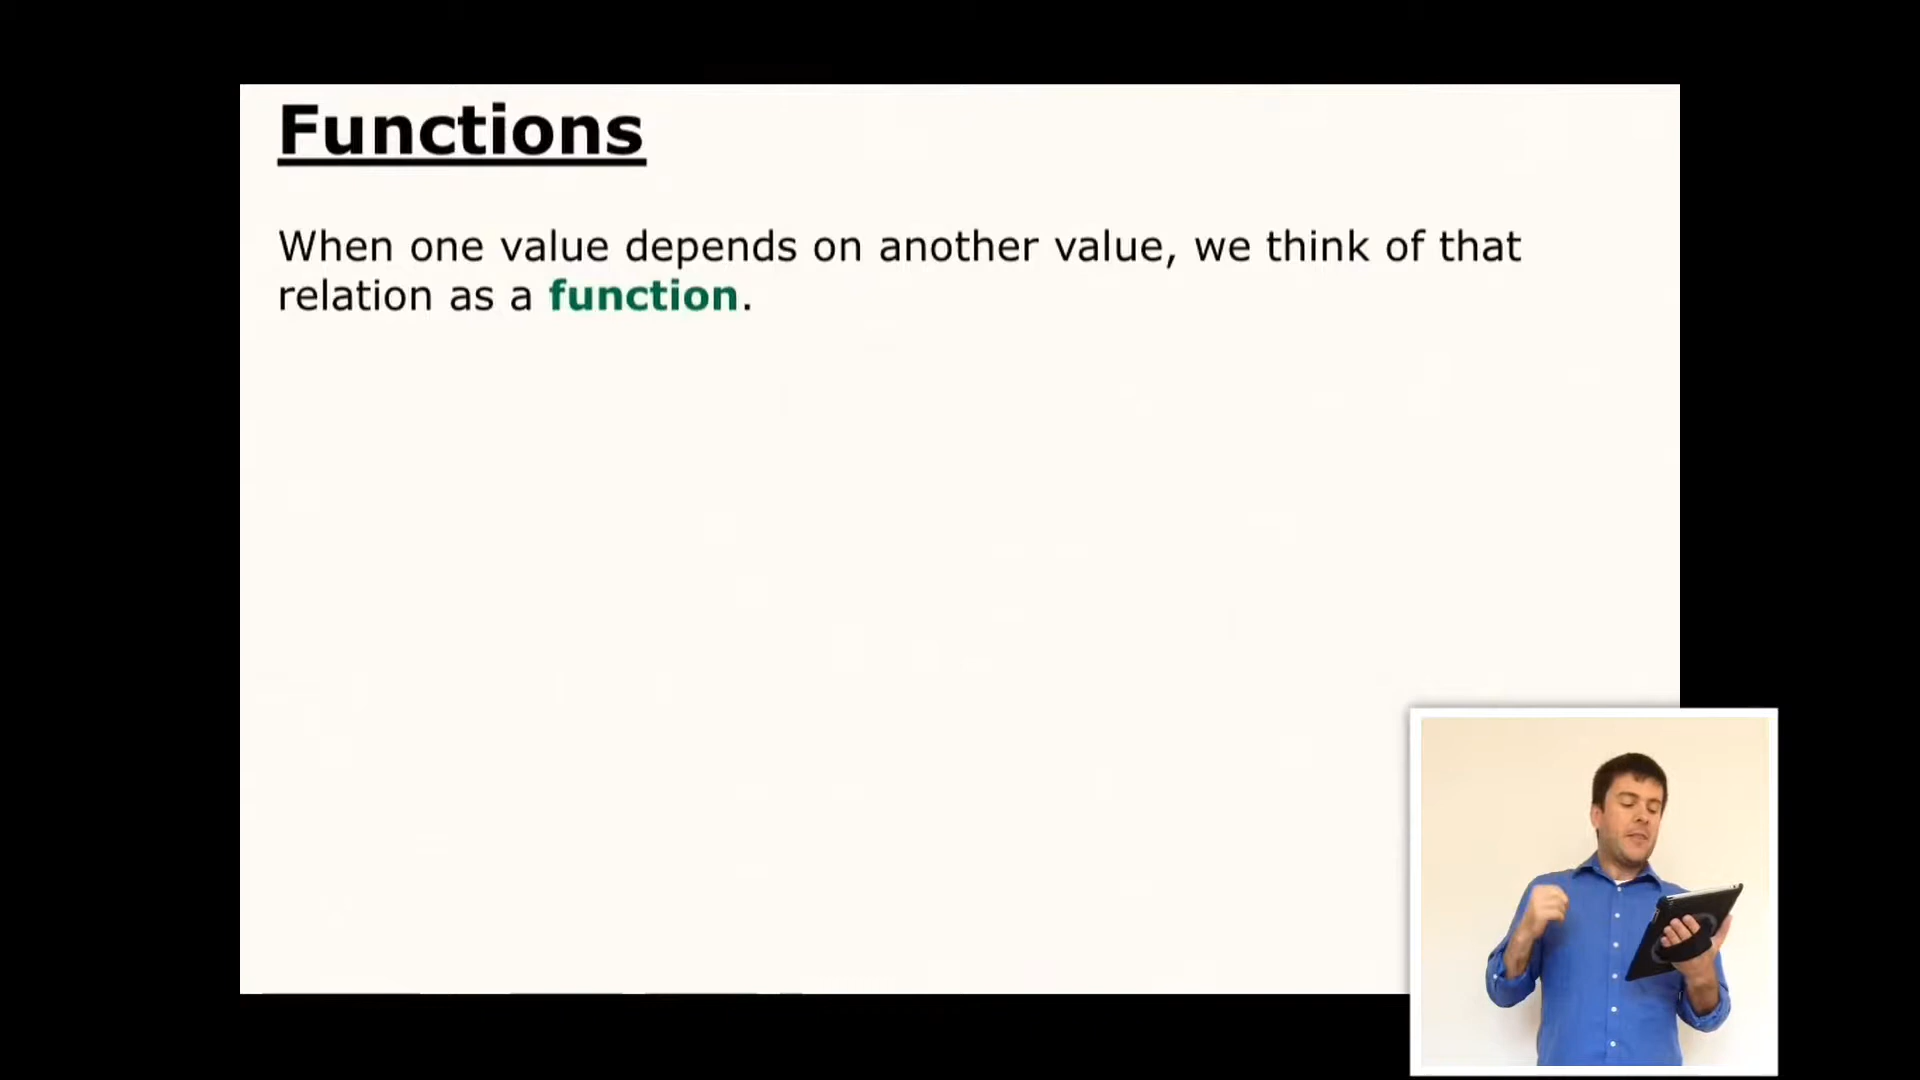 Functions
When one value depends on another value, we think of that
relation as a function.